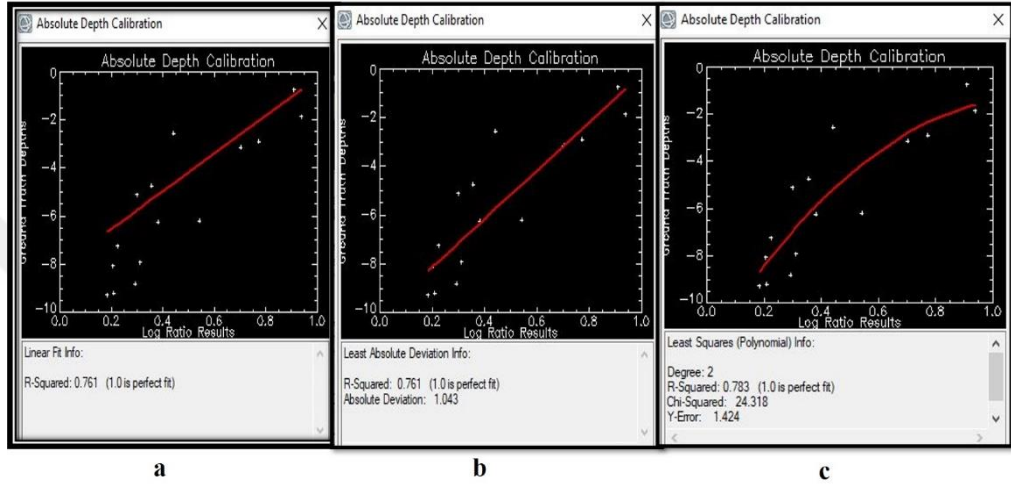 Absolute Depth Calibration X
Absolute Depth Calibration
0
−2
−4
−6
−8
−10
Ground Truth Depths
0.0 0.2 0.4 0.6 0.8 1.0
Log Ratio Results
Linear Fit Info:
R-Squared: 0.761 (1.0 is perfect fit)
a
Absolute Depth Calibration X
Absolute Depth Calibration
0
−2
−4
−6
−8
−10
Ground Truth Depths
0.0 0.2 0.4 0.6 0.8 1.0
Log Ratio Results
Least Absolute Deviation Info:
R-Squared: 0.761 (1.0 is perfect fit)
Absolute Deviation: 1.043
b
Absolute Depth Calibration X
Absolute Depth Calibration
0
−2
−4
−6
−8
−10
Ground Truth Depths
0.0 0.2 0.4 0.6 0.8 1.0
Log Ratio Results
Least Squares (Polynomial) Info:
Degree: 2
R-Squared: 0.783 (1.0 is perfect fit)
Chi-Squared: 24.318
Y-Error: 1.424
c